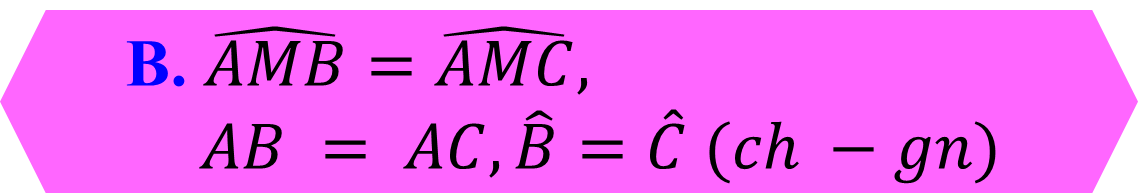 B. \widehat{AMB} = \widehat{AMC},
AB = AC, \hat{B} = \hat{C} (ch − gn)